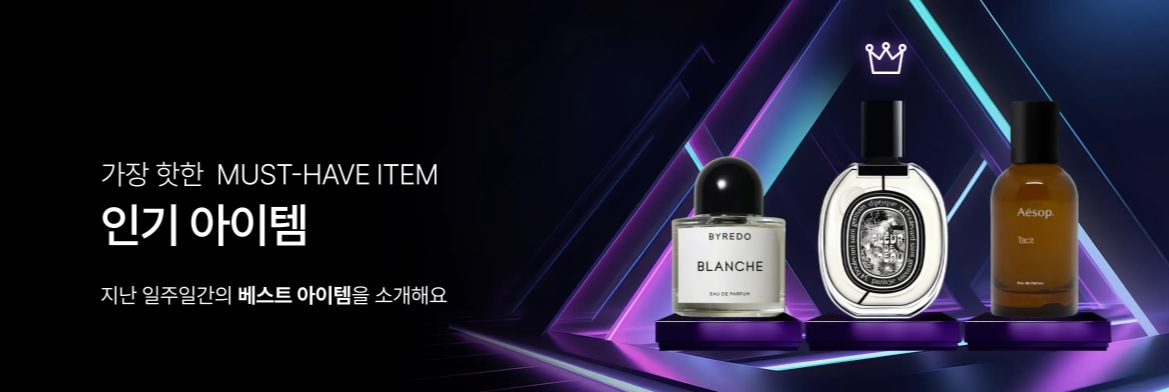 가장 핫한 MUST-HAVE ITEM
인기 아이템
지난 일주일간의 베스트 아이템을 소개해요
BYREDO
BLANCHE
EAU DE PARFUM
Aēsop.
Tacit
Eau de Parfum